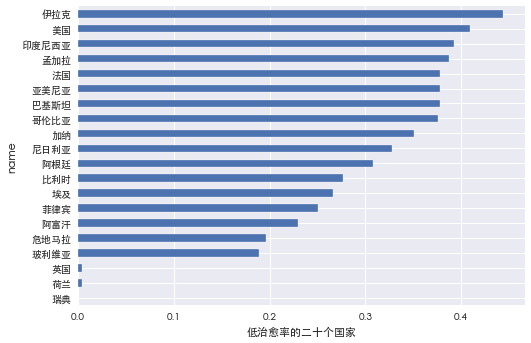 伊拉克
美国
印度尼西亚
孟加拉
法国
亚美尼亚
巴基斯坦
哥伦比亚
加纳
尼日利亚
阿根廷
比利时
埃及
菲律宾
阿富汗
危地马拉
玻利维亚
英国
荷兰
瑞典
name
0.0 0.1 0.2 0.3 0.4
低治愈率的二十个国家